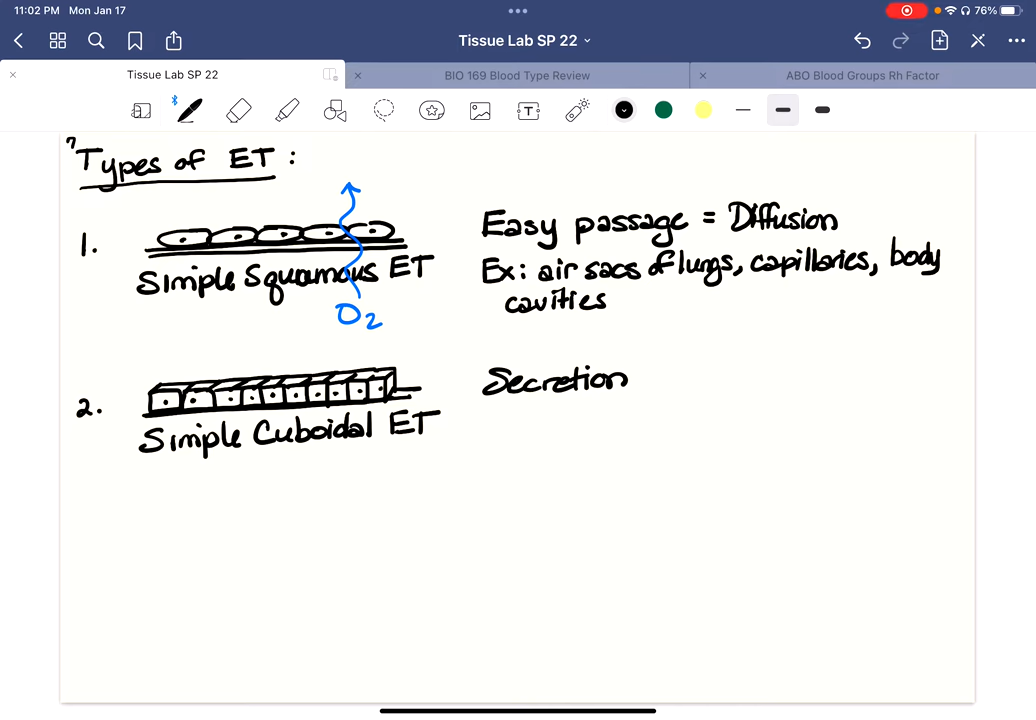 11:02 PM Mon Jan 17
76%
Tissue Lab SP 22
Tissue Lab SP 22
BIO 169 Blood Type Review
ABO Blood Groups Rh Factor
T
7 Types of ET :
1.
Simple Squamous ET
O2
Easy passage = Diffusion
Ex: air sacs of lungs, capillaries, body
cavities
2.
Simple Cuboidal ET
Secretion